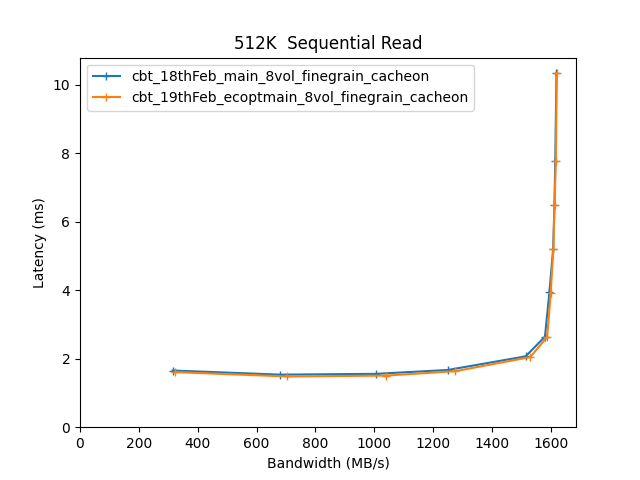 512K  Sequential Read
cbt_18thFeb_main_8vol_finegrain_cacheon
cbt_19thFeb_ecoptmain_8vol_finegrain_cacheon
10
8
6
4
2
0
Latency (ms)
0 200 400 600 800 1000 1200 1400 1600
Bandwidth (MB/s)